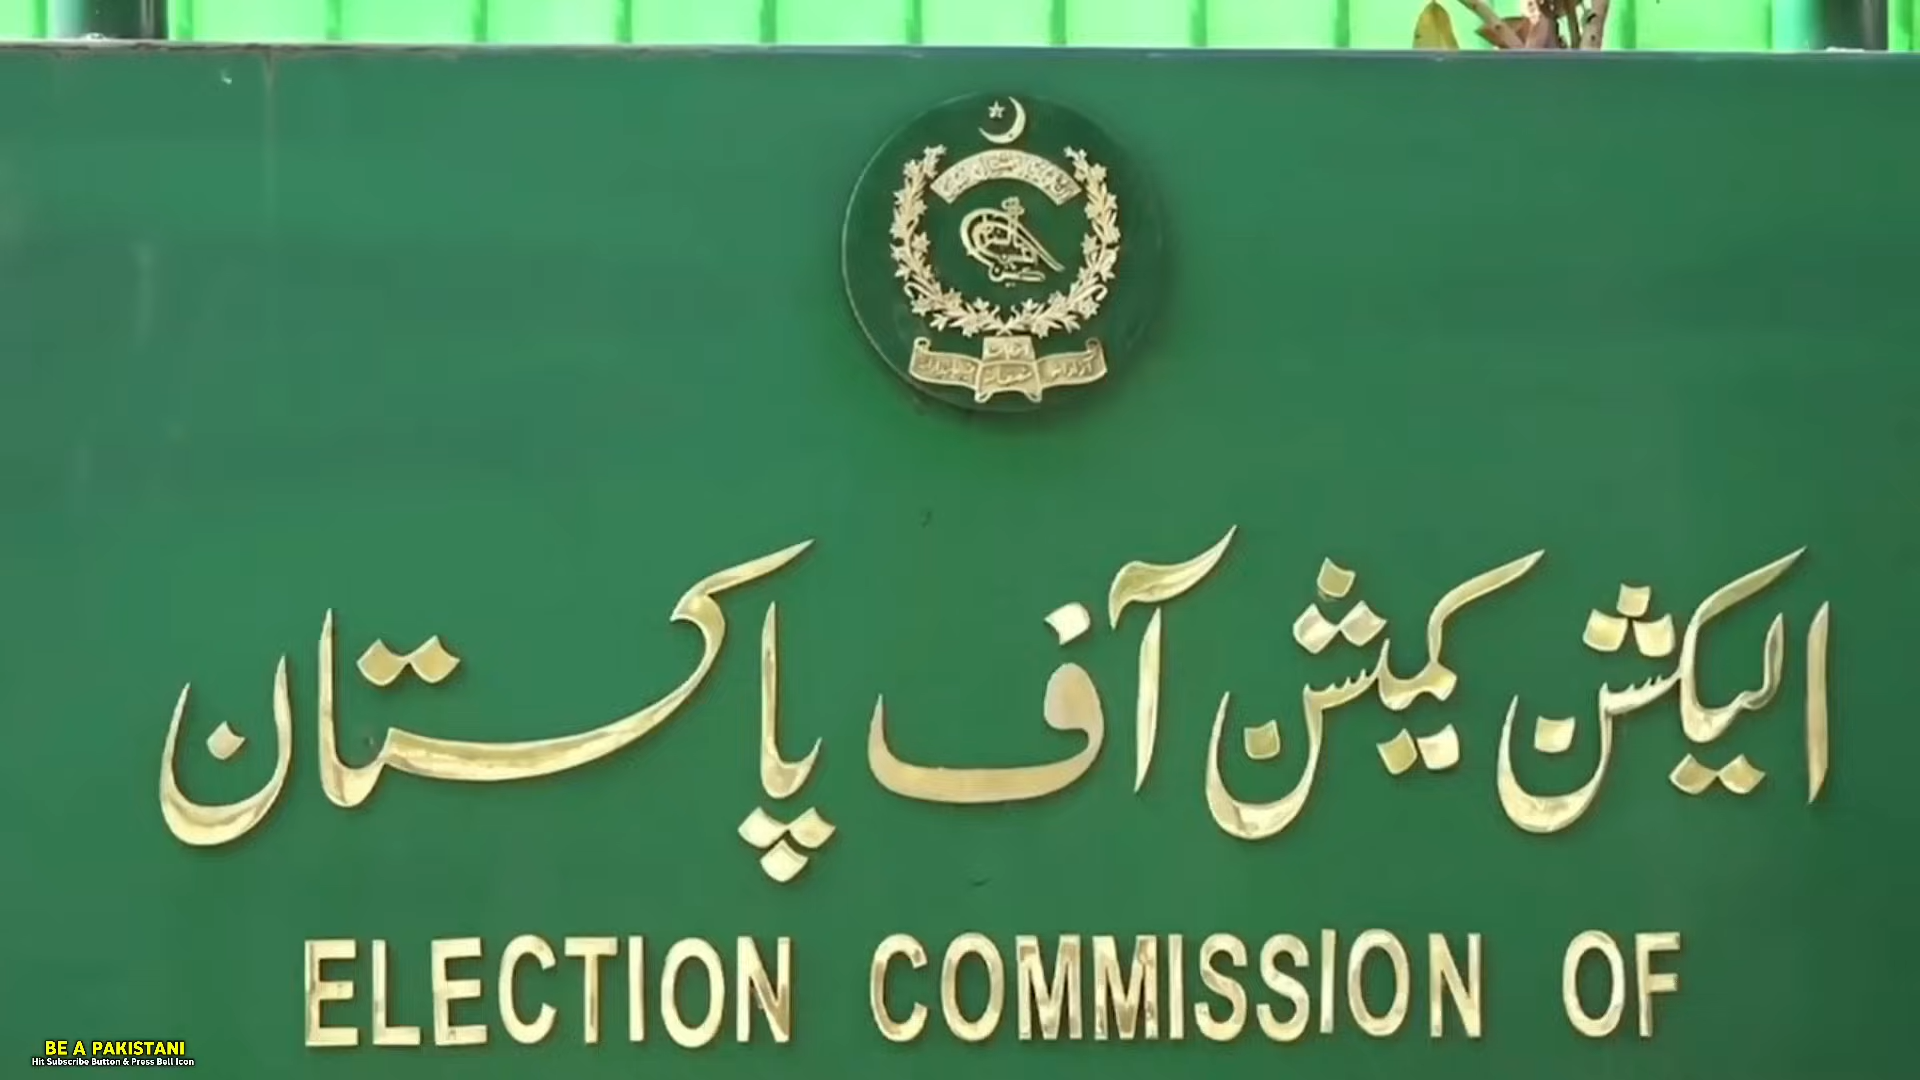 الیکشن کمیشن آف پاکستان
ELECTION COMMISSION OF
BE A PAKISTANI
Hit Subscribe Button & Press Bell Icon